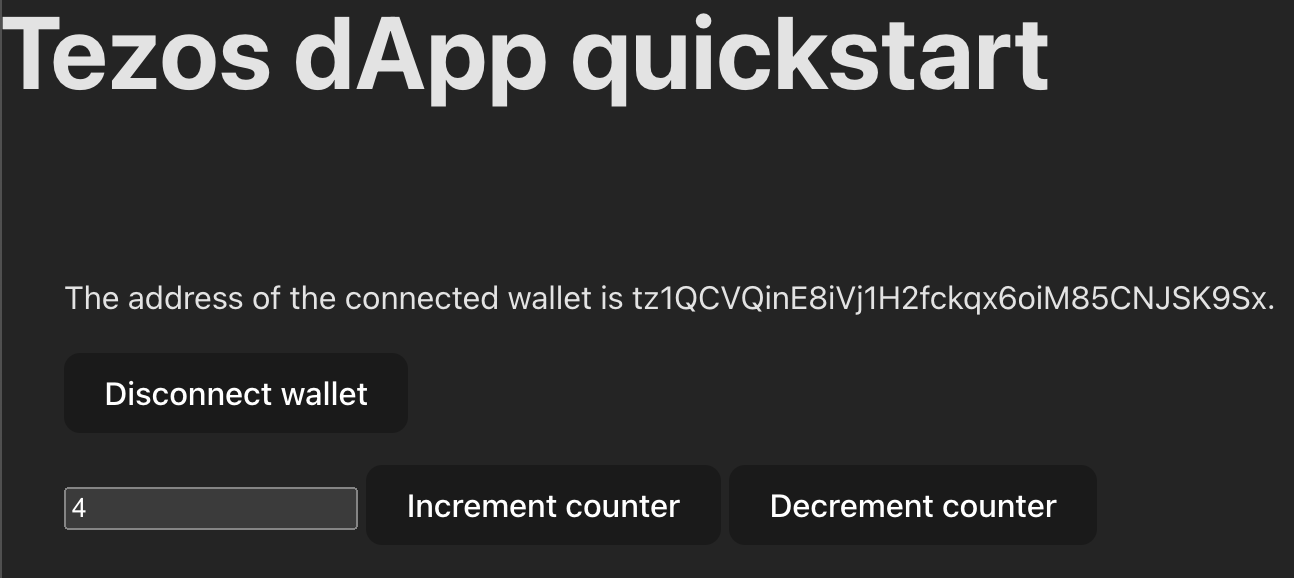 Tezos dApp quickstart
The address of the connected wallet is tz1QCVQinE8iVj1H2fckqx6oiM85CNJSK9Sx.
Disconnect wallet
4 Increment counter Decrement counter